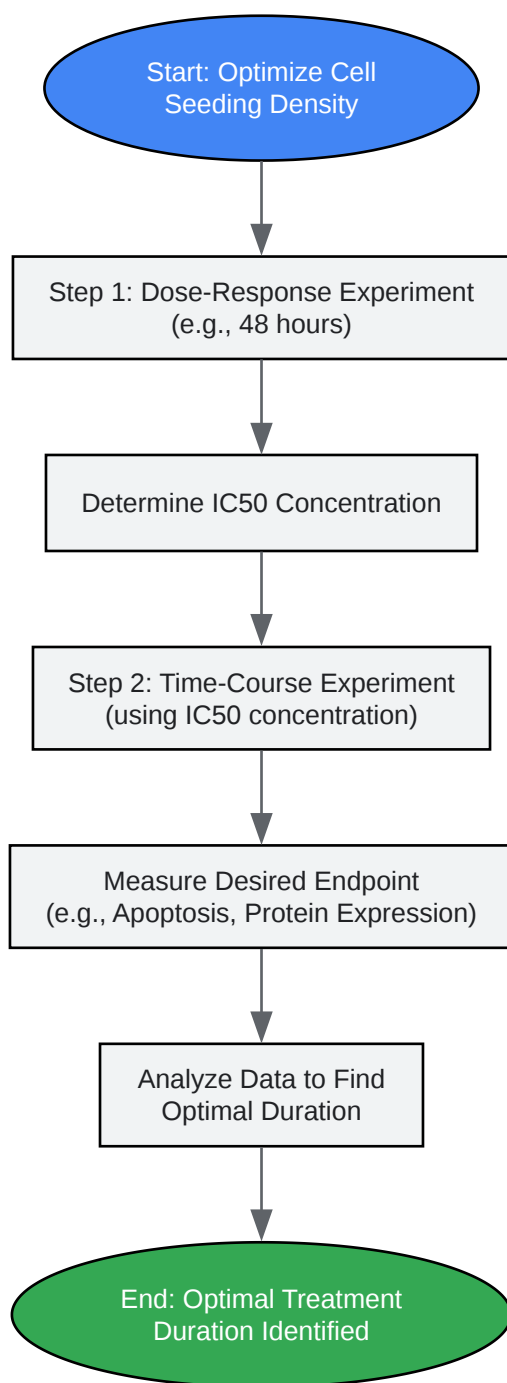 Start: Optimize Cell
Seeding Density
Step 1: Dose-Response Experiment
(e.g., 48 hours)
Determine IC50 Concentration
Step 2: Time-Course Experiment
(using IC50 concentration)
Measure Desired Endpoint
(e.g., Apoptosis, Protein Expression)
Analyze Data to Find
Optimal Duration
End: Optimal Treatment
Duration Identified